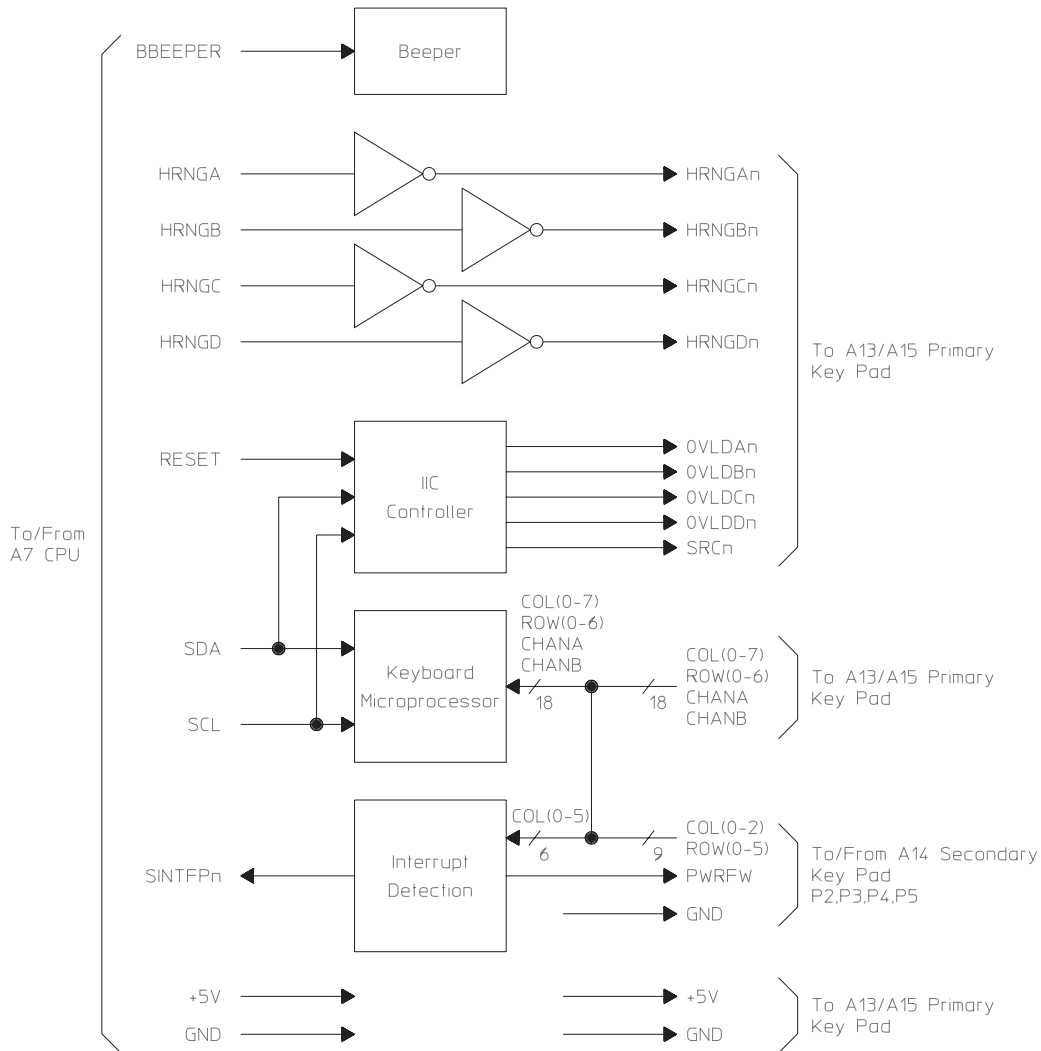 BBEEPER
Beeper
HRNGA
HRNGAn
HRNGB
HRNGBn
HRNGC
HRNGCn
HRNGD
HRNGDn
To A13/A15 Primary
Key Pad
RESET
IIC
Controller
0VLDAn
0VLDBn
0VLDCn
0VLDDn
SRCn
To/From
A7 CPU
SDA
SCL
Keyboard
Microprocessor
COL(0-7)
ROW(0-6)
CHANA
CHANB
18
18
COL(0-7)
ROW(0-6)
CHANA
CHANB
To A13/A15 Primary
Key Pad
SINTFPn
Interrupt
Detection
COL(0-5)
6
9
COL(0-2)
ROW(0-5)
PWRFW
GND
To/From A14 Secondary
Key Pad
P2,P3,P4,P5
+5V
GND
+5V
GND
To A13/A15 Primary
Key Pad